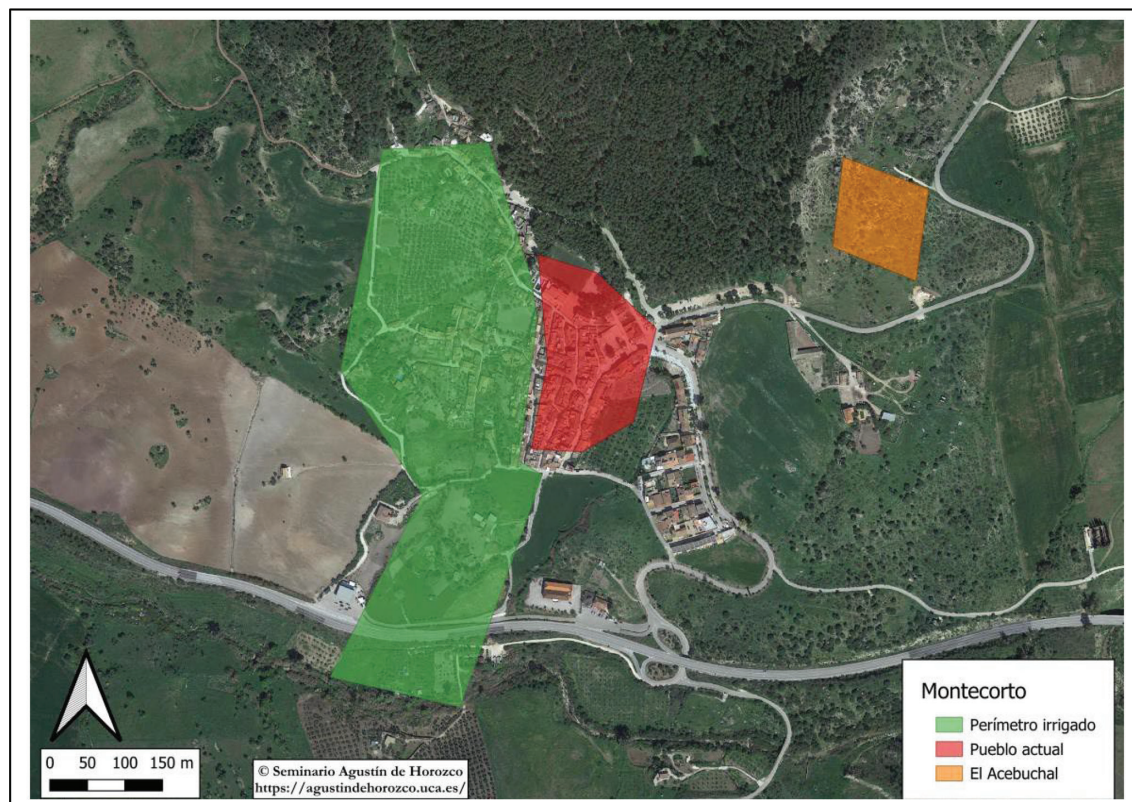 Montecorto
Perímetro irrigado
Pueblo actual
El Acebuchal
0 50 100 150 m
© Seminario Agustín de Horozco
https://agustindehorozco.uca.es/